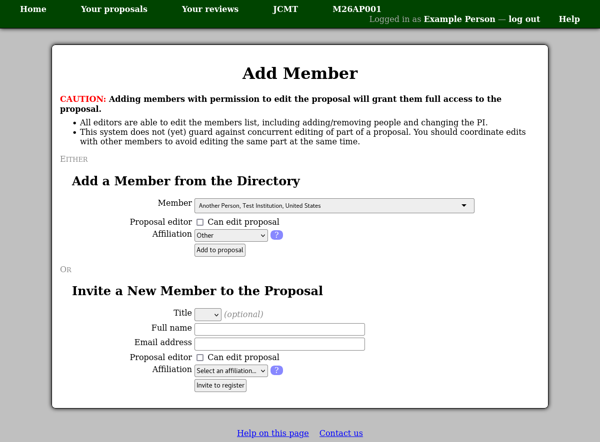 Home Your proposals Your reviews JCMT M26AP001
Logged in as Example Person — log out Help
Add Member
CAUTION: Adding members with permission to edit the proposal will grant them full access to the
proposal.
• All editors are able to edit the members list, including adding/removing people and changing the PI.
• This system does not (yet) guard against concurrent editing of part of a proposal. You should coordinate edits
with other members to avoid editing the same part at the same time.
EITHER
Add a Member from the Directory
Member Another Person, Test Institution, United States
Proposal editor Can edit proposal
Affiliation Other ?
Add to proposal
OR
Invite a New Member to the Proposal
Title (optional)
Full name
Email address
Proposal editor Can edit proposal
Affiliation Select an affiliation... ?
Invite to register
Help on this page Contact us